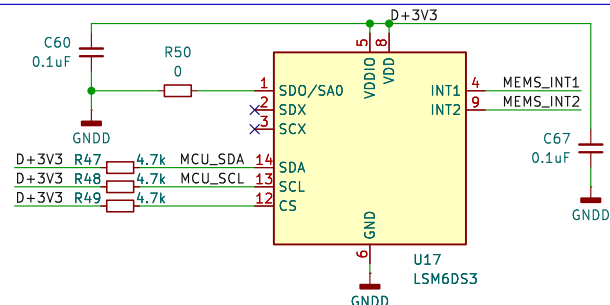 D+3V3
C60
0.1uF
R50
0
5
8
VDDIO
VDD
1
SDO/SA0
2
SDX
3
SCX
INT1
4
MEMS_INT1
INT2
9
MEMS_INT2
GNDD
C67
0.1uF
D+3V3 R47 4.7k MCU_SDA 14 SDA
D+3V3 R48 4.7k MCU_SCL 13 SCL
D+3V3 R49 4.7k 12 CS
GNDD
GND
6
U17
LSM6DS3
GNDD